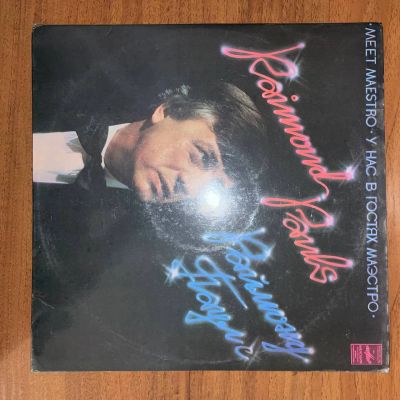 • MEET MAESTRO • У НАС В ГОСТЯХ МАЭСТРО •
Raimond
Pauls
Раймонд
Паулс